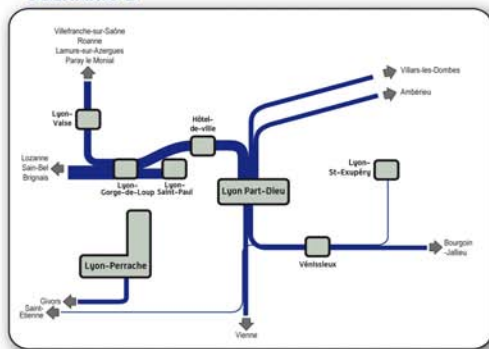 Villefranche-sur-Saône
Roanne
Lamure-sur-Azergues
Paray le Monial
Villars-les-Dombes
Ambérieu
Lyon-
Vaise
Hôtel-
de-ville
Lozanne
Sain-Bel
Brignais
Lyon-
Gorge-de-Loup
Lyon-
Saint-Paul
Lyon Part-Dieu
Lyon-
St-Exupéry
Lyon-Perrache
Vénissieux
Bourgoin
-Jallieu
Givors
Saint-
Etienne
Vienne